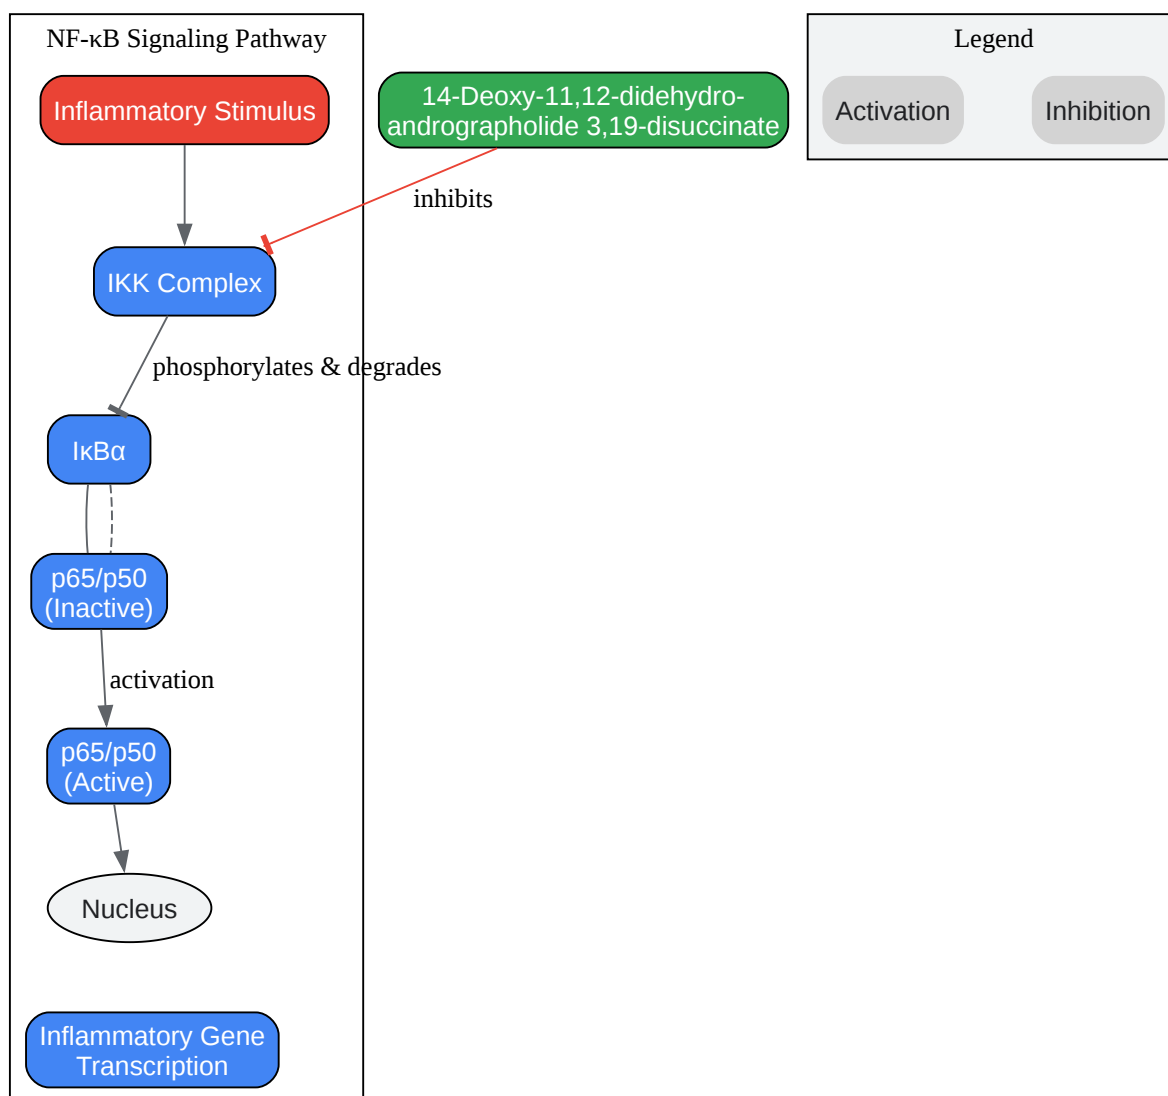 NF-κB Signaling Pathway
Inflammatory Stimulus
14-Deoxy-11,12-didehydro-
andrographolide 3,19-disuccinate
Legend
Activation
Inhibition
inhibits
IKK Complex
phosphorylates & degrades
IκBα
p65/p50
(Inactive)
activation
p65/p50
(Active)
Nucleus
Inflammatory Gene
Transcription